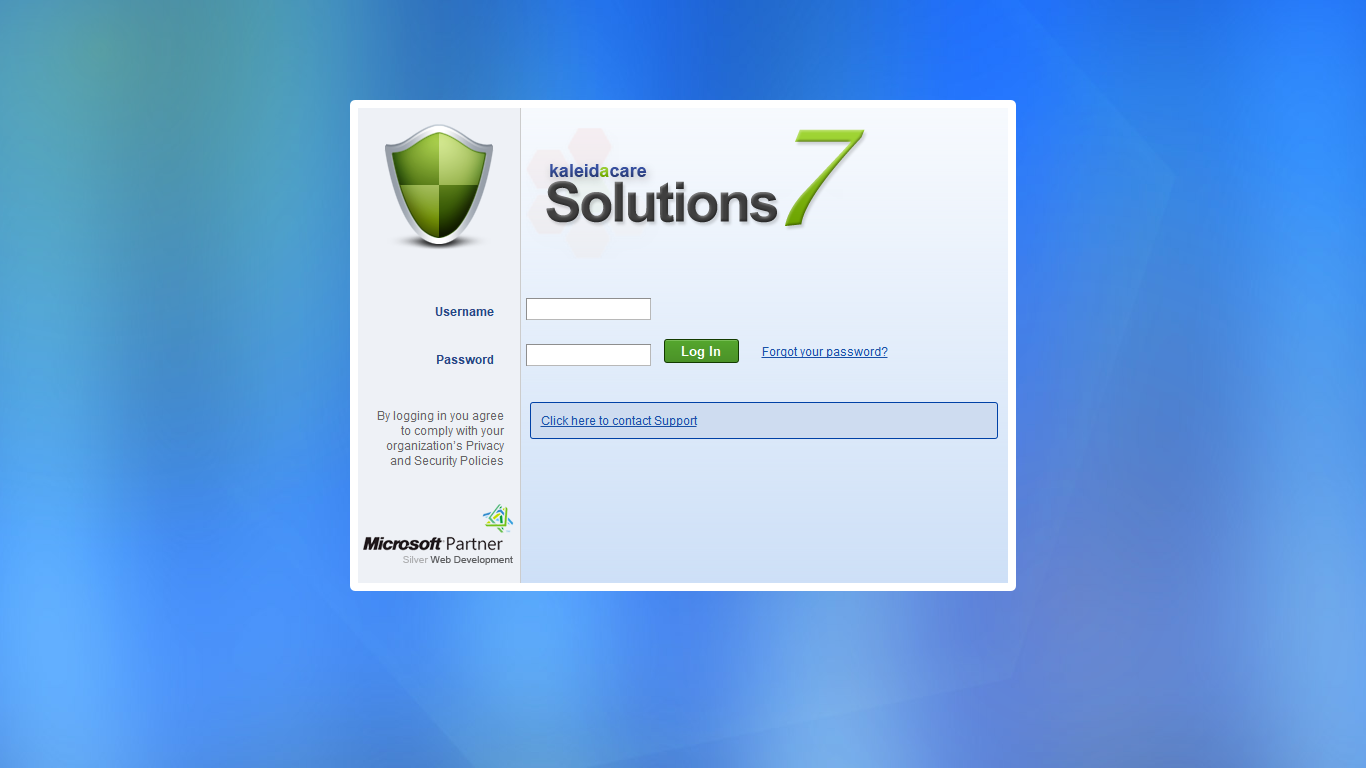 kaleidacare
Solutions 7
Username
Password
Log In
Forgot your password?
By logging in you agree
to comply with your
organization's Privacy
and Security Policies
Click here to contact Support
Microsoft Partner
Silver Web Development